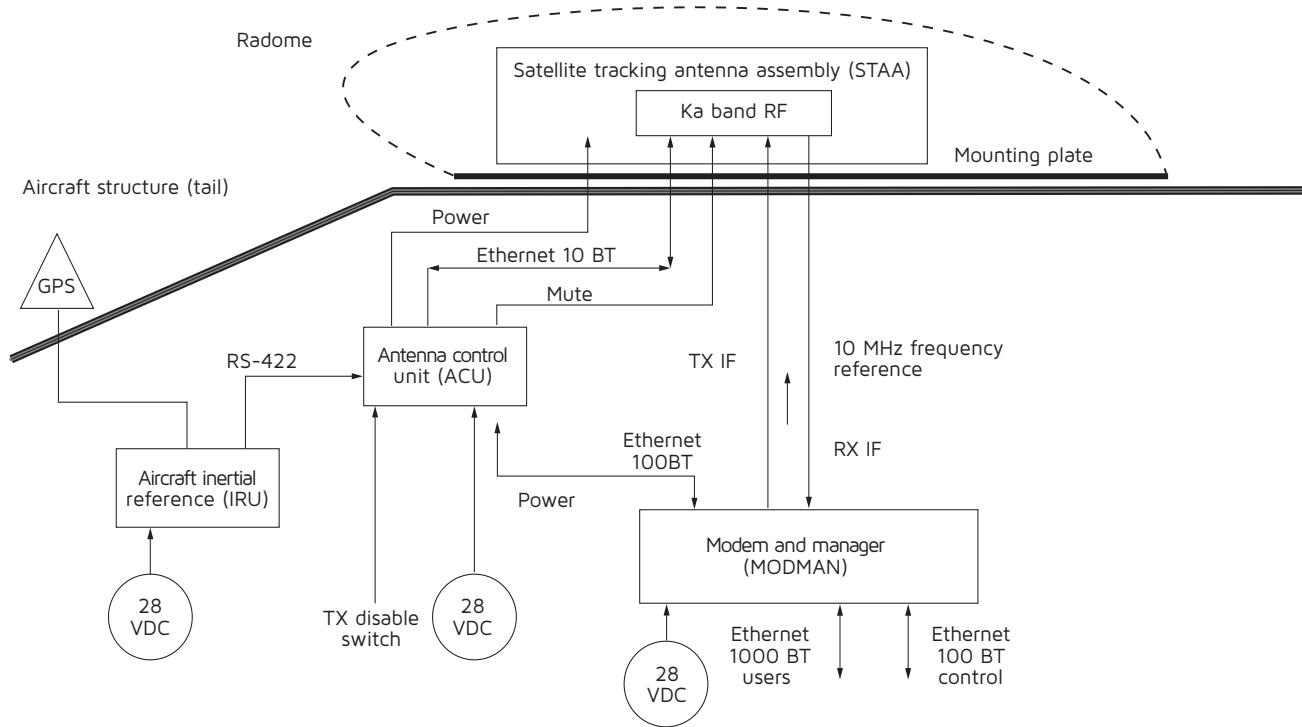 Radome
Satellite tracking antenna assembly (STAA)
Ka band RF
Mounting plate
Aircraft structure (tail)
Power
Ethernet 10 BT
GPS
Mute
RS-422
Antenna control
unit (ACU)
TX IF
10 MHz frequency
reference
Ethernet
100BT
RX IF
Aircraft inertial
reference (IRU)
Power
Modem and manager
(MODMAN)
28
VDC
TX disable
switch
28
VDC
28
VDC
Ethernet
1000 BT
users
Ethernet
100 BT
control